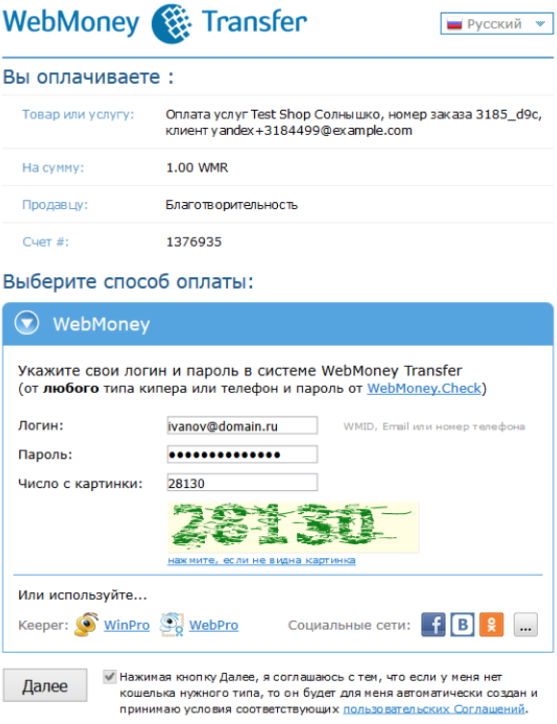 WebMoney Transfer
Русский
Вы оплачиваете :
Товар или услугу: Оплата услуг Test Shop Солнышко, номер заказа 3185_d9c,
клиент yandex+3184499@example.com
На сумму: 1.00 WMR
Продавцу: Благотворительность
Счет #: 1376935
Выберите способ оплаты:
WebMoney
Укажите свои логин и пароль в системе WebMoney Transfer
(от любого типа кипера или телефон и пароль от WebMoney.Check)
Логин: ivanov@domain.ru WMID, Email или номер телефона
Пароль: ●●●●●●●●●●●●●●
Число с картинки: 28130
28130
нажмите, если не видна картинка
Или используйте...
Keeper: WinPro WebPro Социальные сети: f B ...
Далее
Нажимая кнопку Далее, я соглашаюсь с тем, что если у меня нет
кошелька нужного типа, то он будет для меня автоматически создан и
принимаю условия соответствующих пользовательских Соглашений.